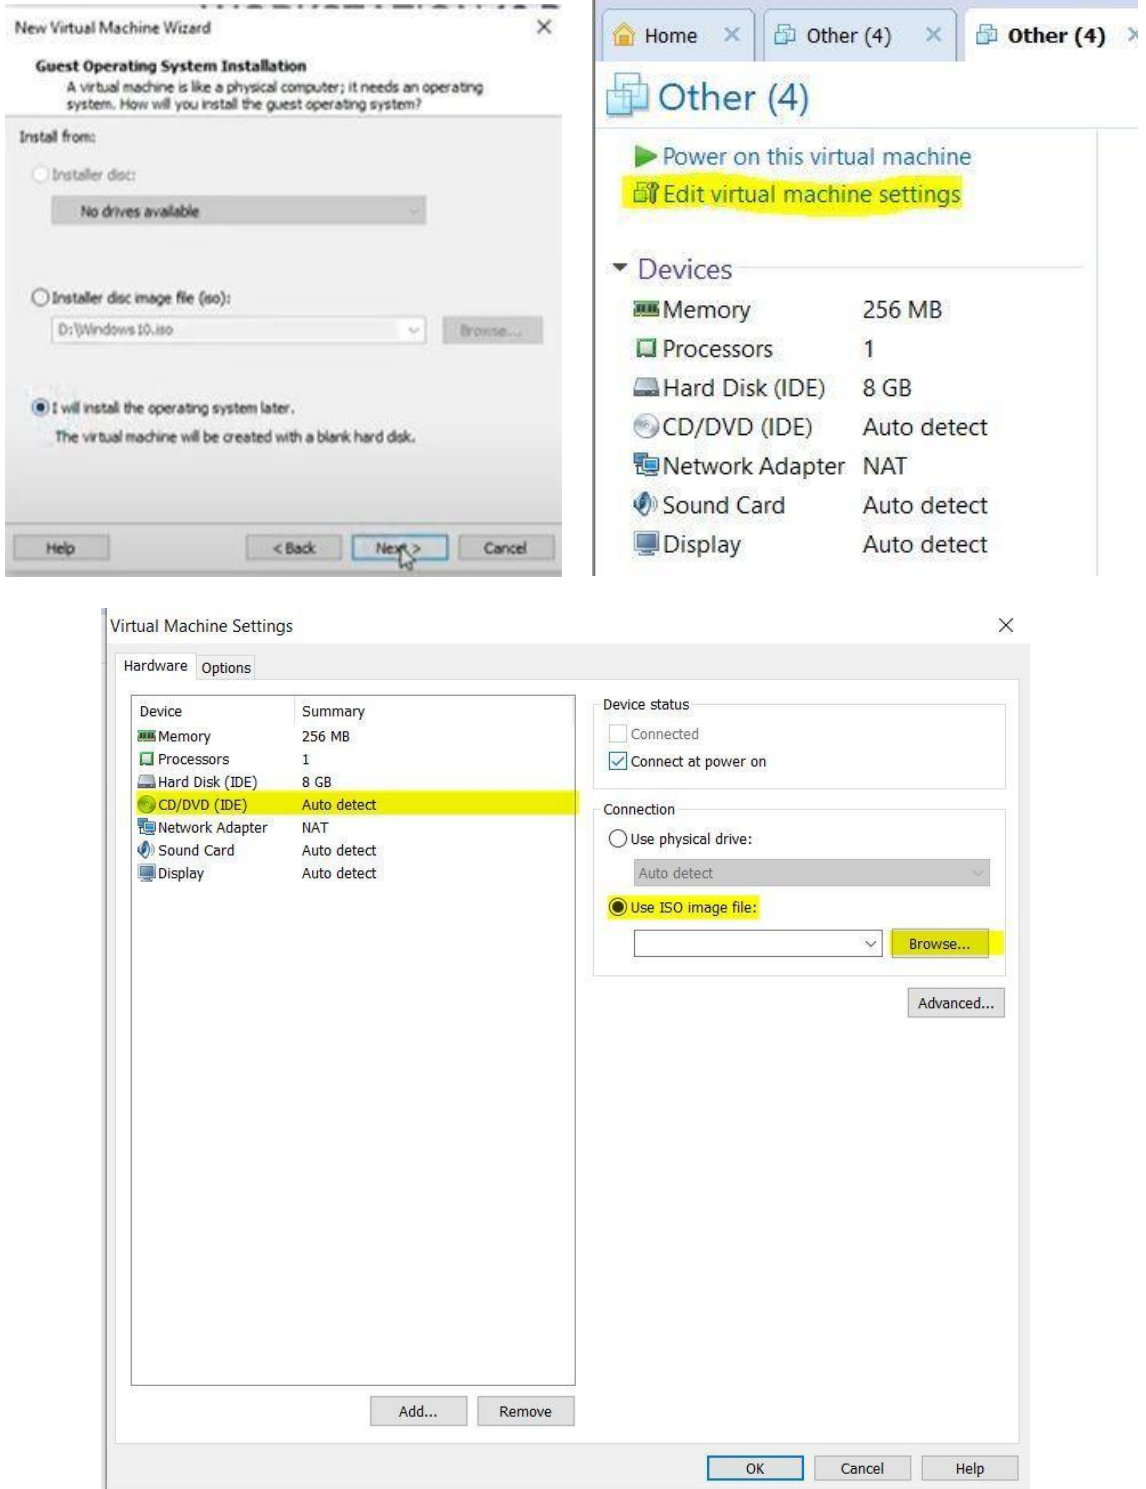 New Virtual Machine Wizard
Guest Operating System Installation
A virtual machine is like a physical computer; it needs an operating
system. How will you install the guest operating system?
Install from:
Installer disc:
No drives available
Installer disc image file (iso):
D:\Windows 10.iso
Browse...
I will install the operating system later.
The virtual machine will be created with a blank hard disk.
Help
< Back
Next >
Cancel
Home
Other (4)
Other (4)
Other (4)
Power on this virtual machine
Edit virtual machine settings
Devices
Memory 256 MB
Processors 1
Hard Disk (IDE) 8 GB
CD/DVD (IDE) Auto detect
Network Adapter NAT
Sound Card Auto detect
Display Auto detect
Virtual Machine Settings
Hardware Options
Device Summary
Memory 256 MB
Processors 1
Hard Disk (IDE) 8 GB
CD/DVD (IDE) Auto detect
Network Adapter NAT
Sound Card Auto detect
Display Auto detect
Add...
Remove
Device status
Connected
Connect at power on
Connection
Use physical drive:
Auto detect
Use ISO image file:
Browse...
Advanced...
OK
Cancel
Help